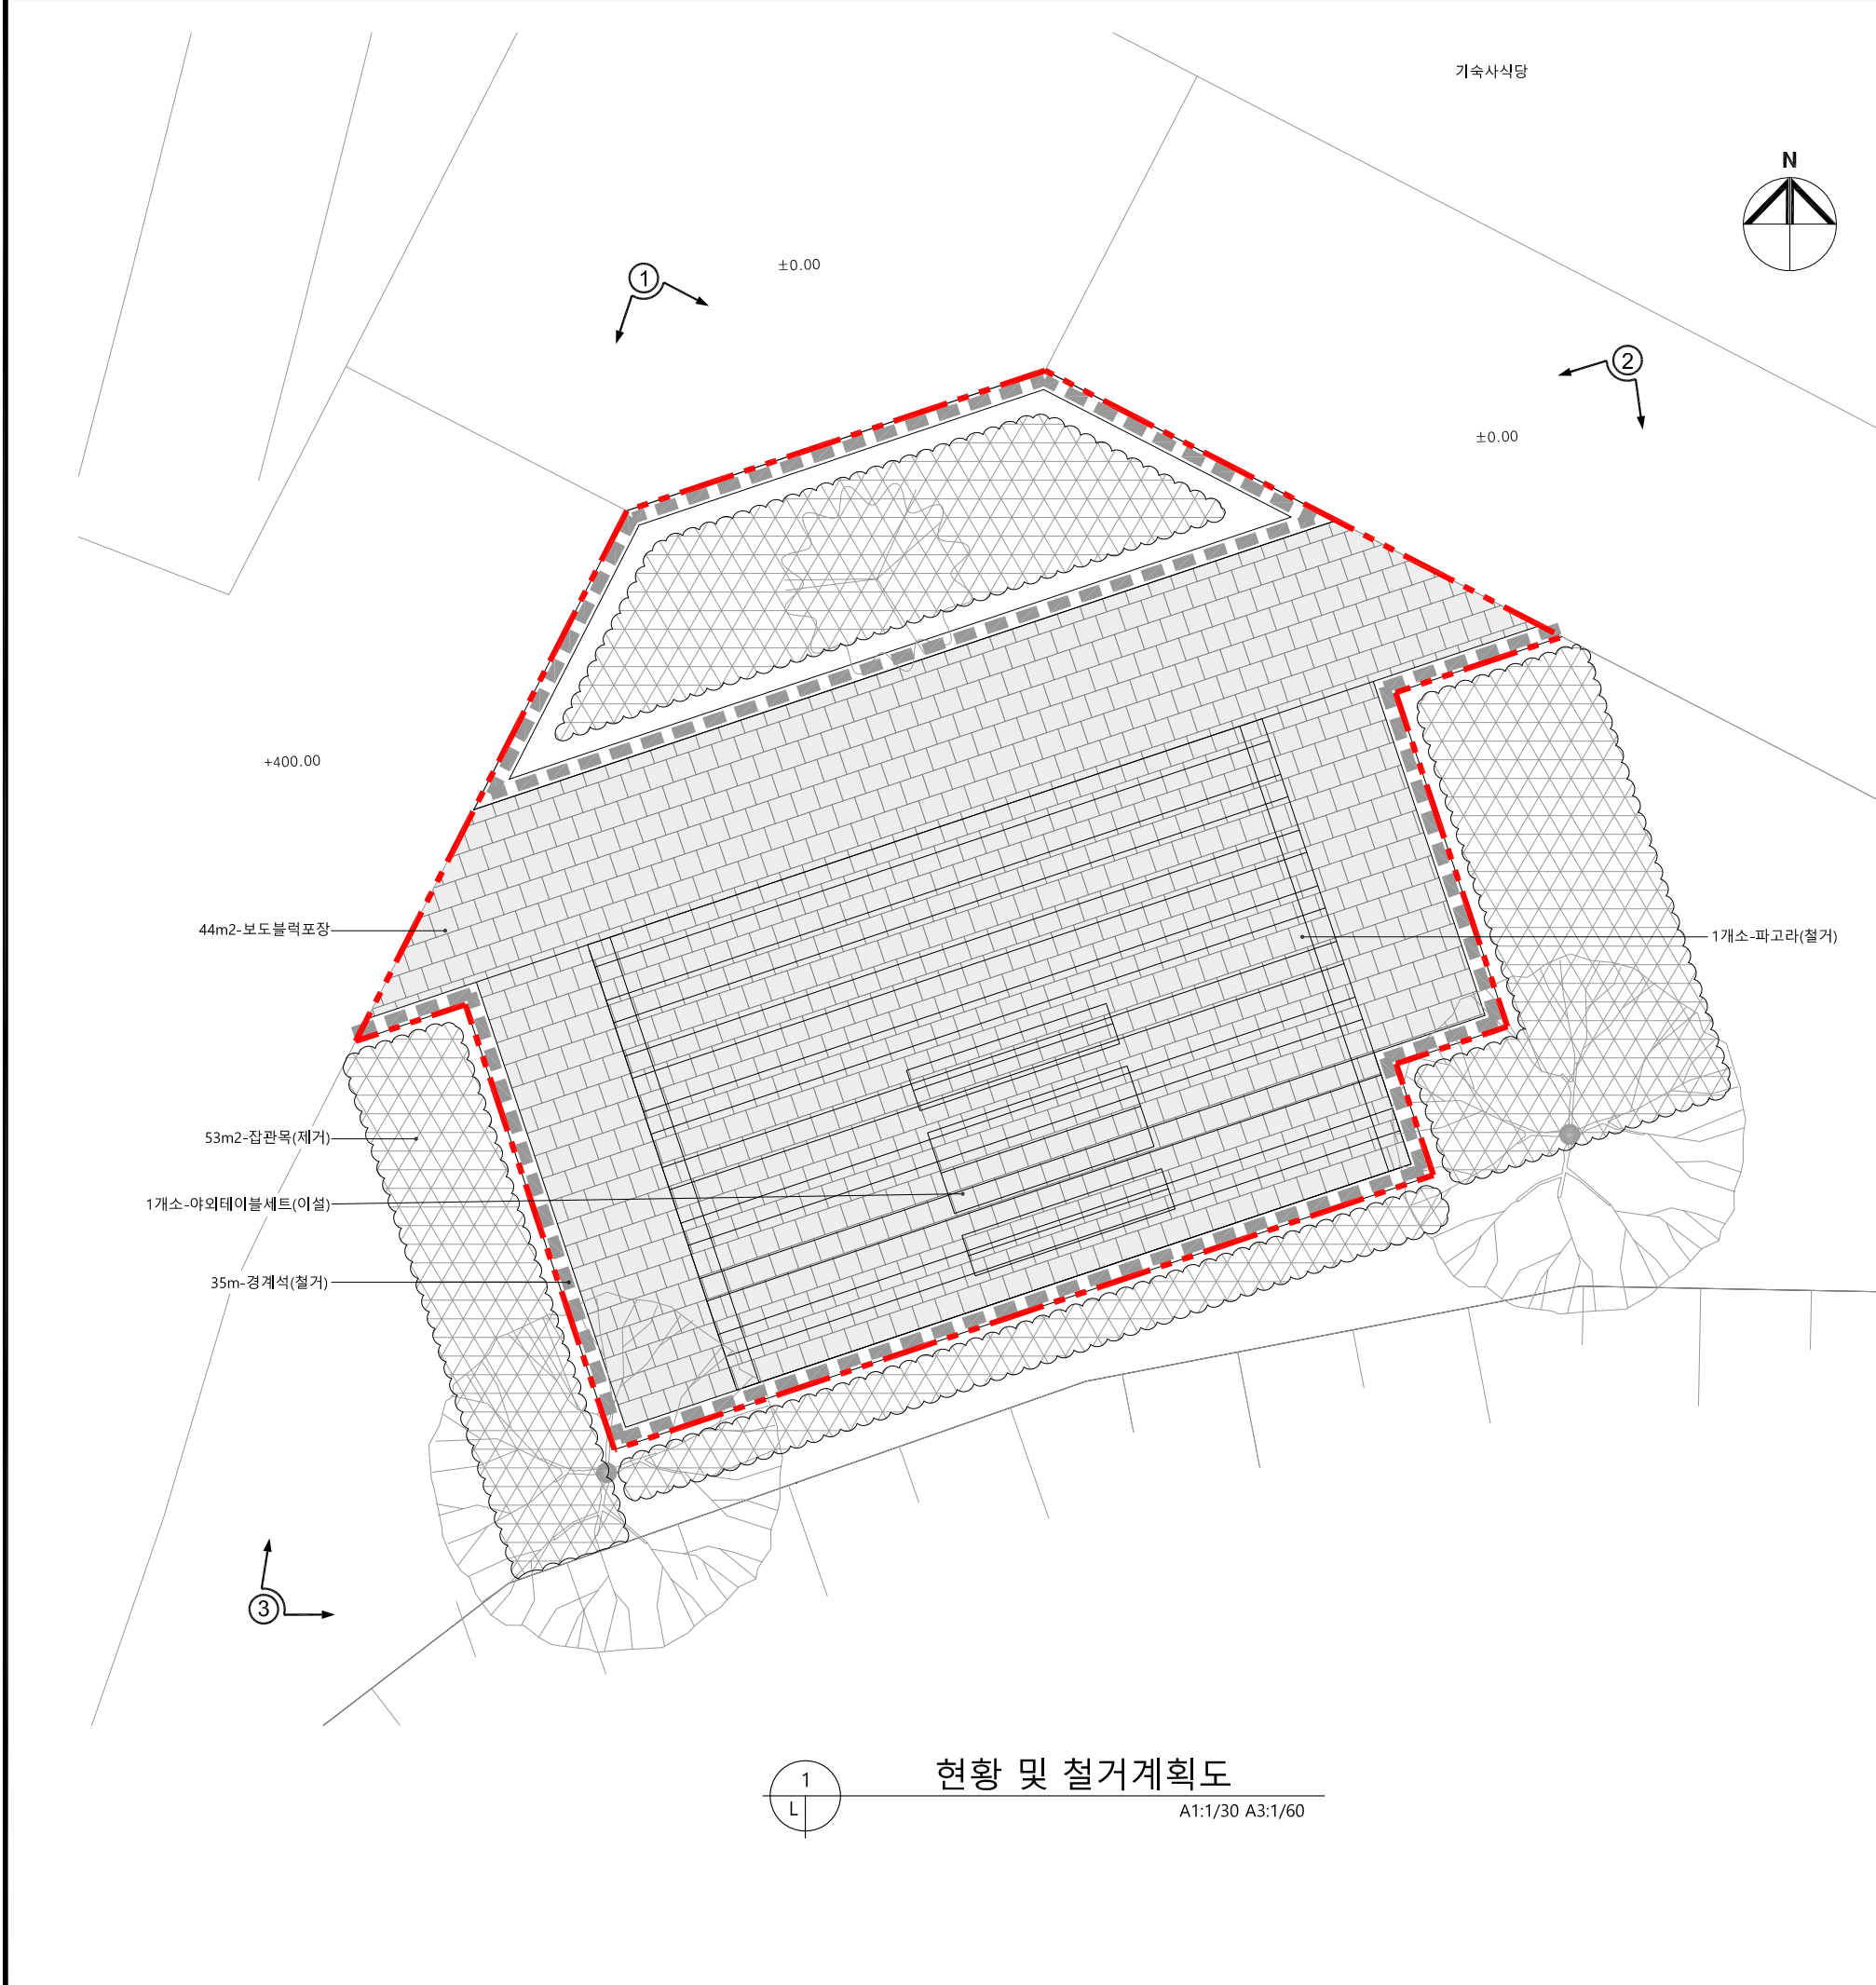 기숙사식당
N
1
±0.00
2
±0.00
+400.00
44m2-보도블럭포장
1개소-파고라(철거)
53m2-잡관목(제거)
1개소-야외테이블세트(이설)
35m-경계석(철거)
3
1
현황 및 철거계획도
L
A1:1/30 A3:1/60